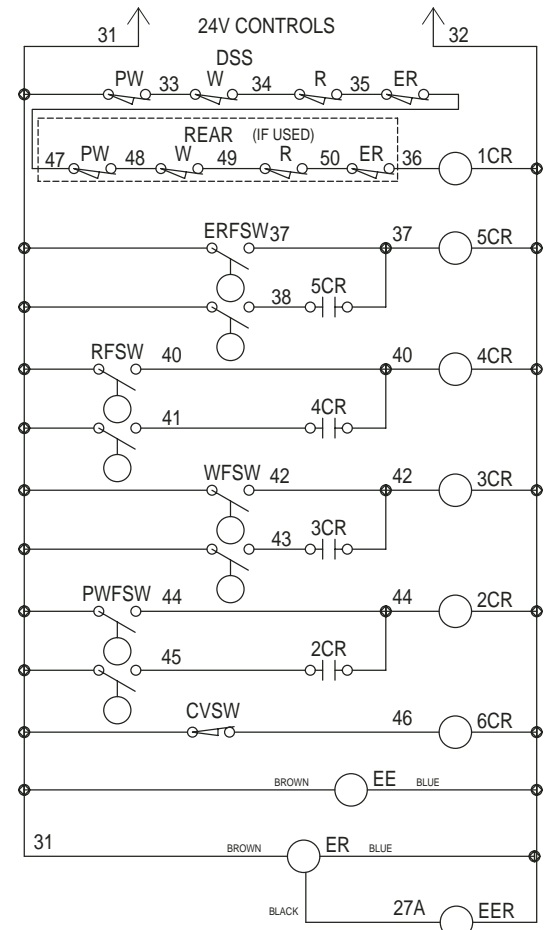 31 24V CONTROLS 32
DSS
PW 33 W 34 R 35 ER
REAR (IF USED)
47 PW 48 W 49 R 50 ER 36 1CR
ERFSW 37 37 5CR
38 5CR
RFSW 40 40 4CR
41 4CR
WFSW 42 42 3CR
43 3CR
PWFSW 44 44 2CR
45 2CR
CVSW 46 6CR
BROWN EE BLUE
31 BROWN ER BLUE
BLACK 27A EER